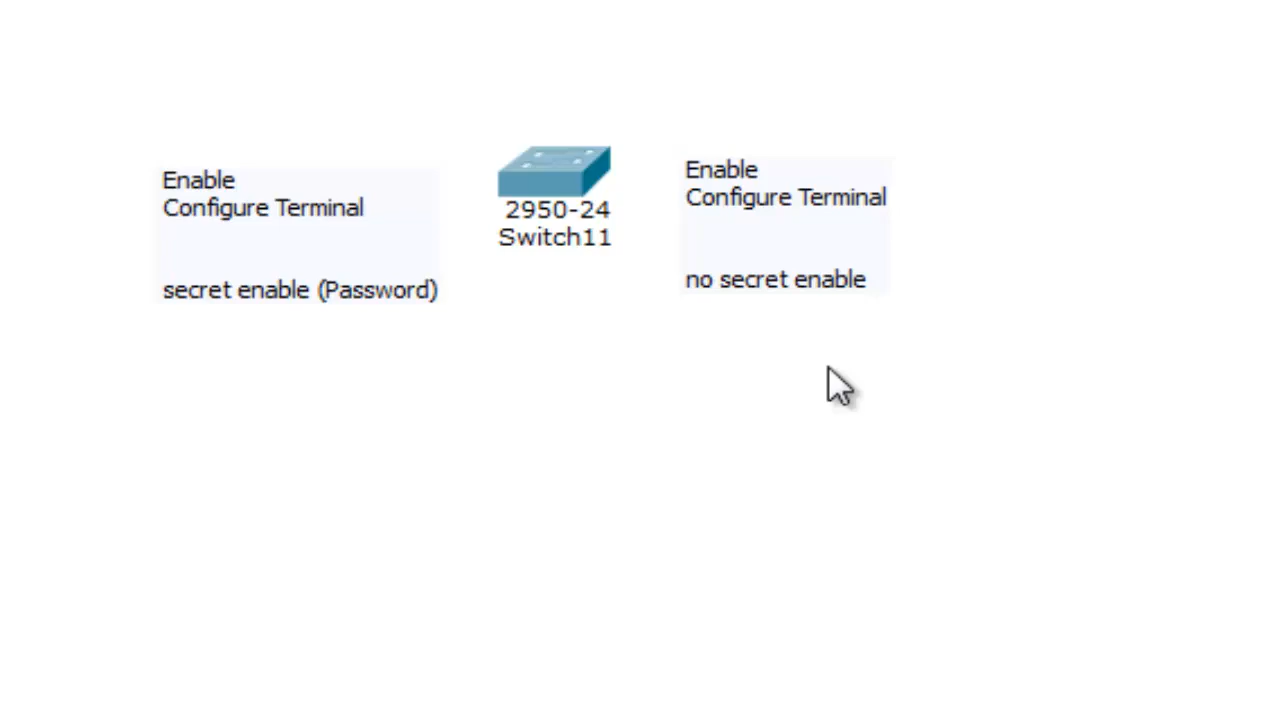 Enable
Configure Terminal
secret enable (Password)
2950-24
Switch11
Enable
Configure Terminal
no secret enable